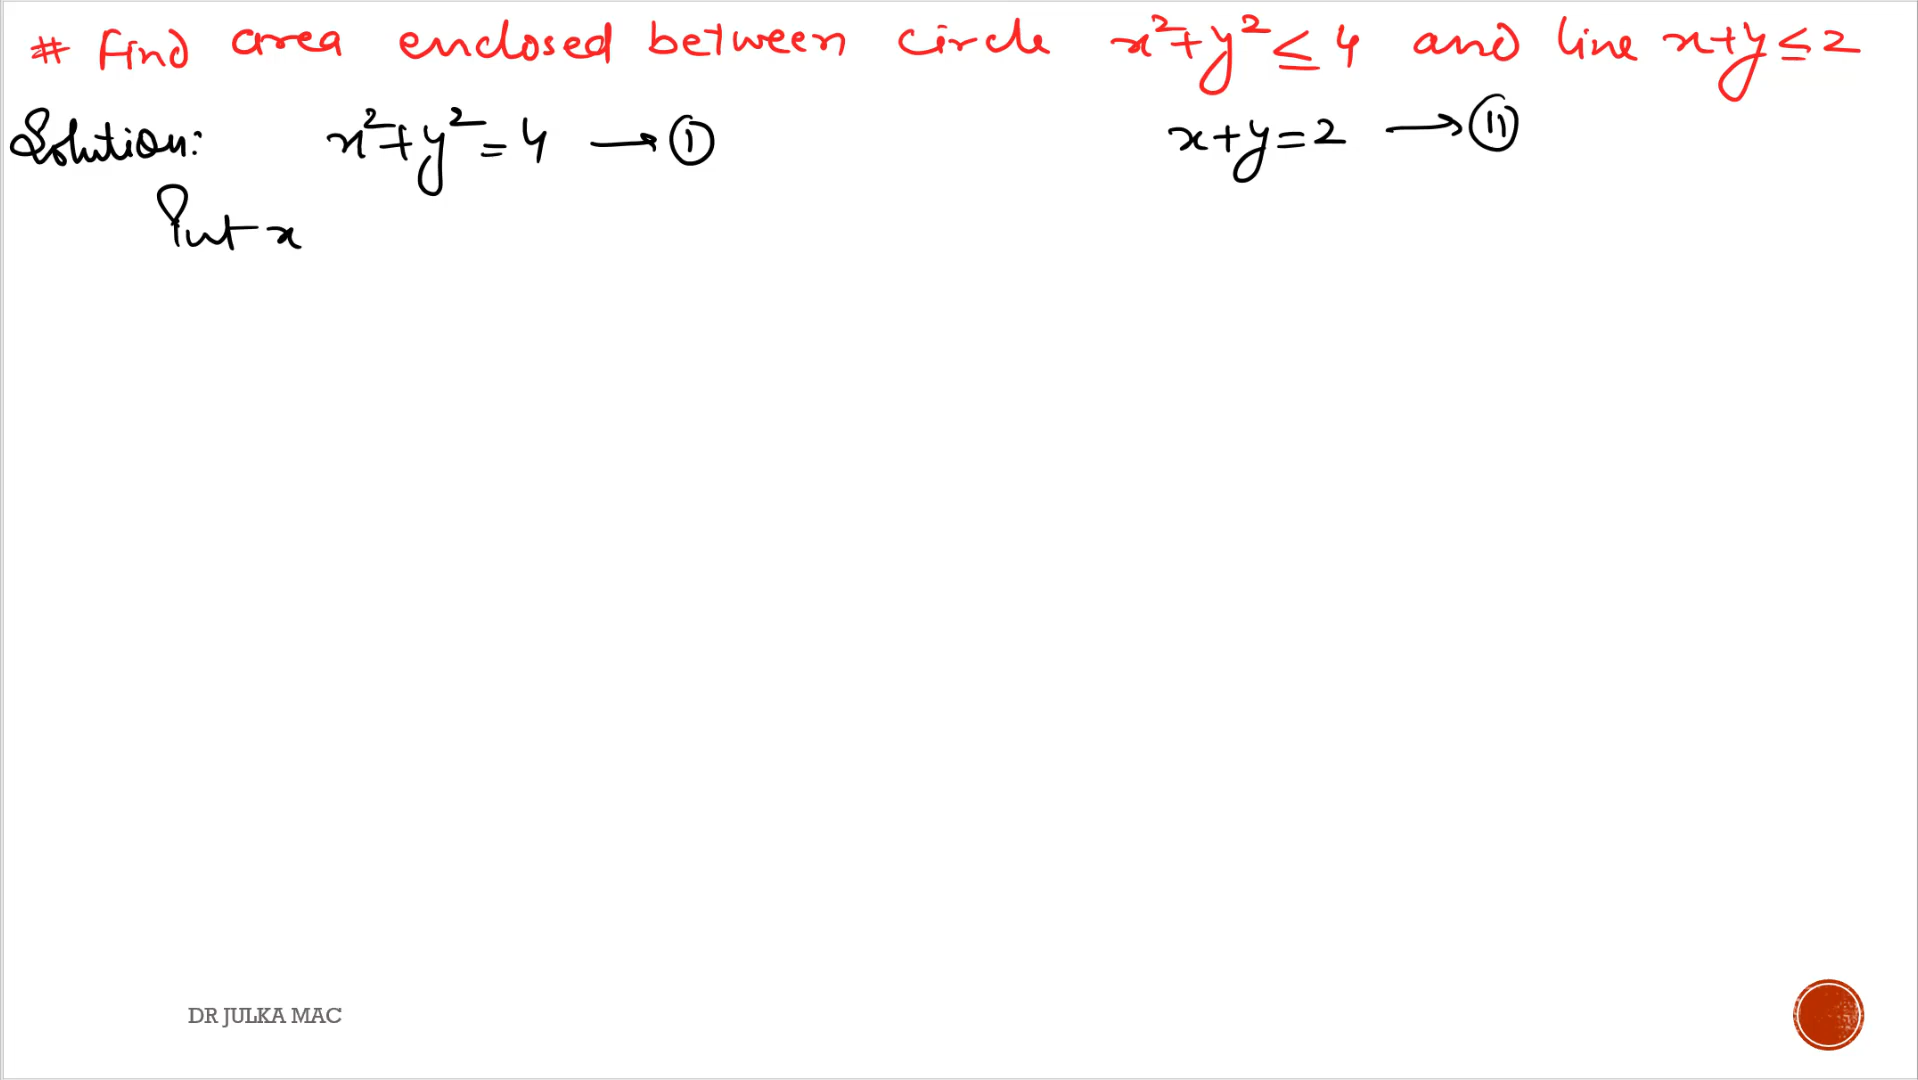 # Find area enclosed between circle x²+y² ≤ 4 and line x+y ≤ 2
Solution: x²+y² = 4 → (I) x+y = 2 → (II)
Put x
DR JULKA MAC